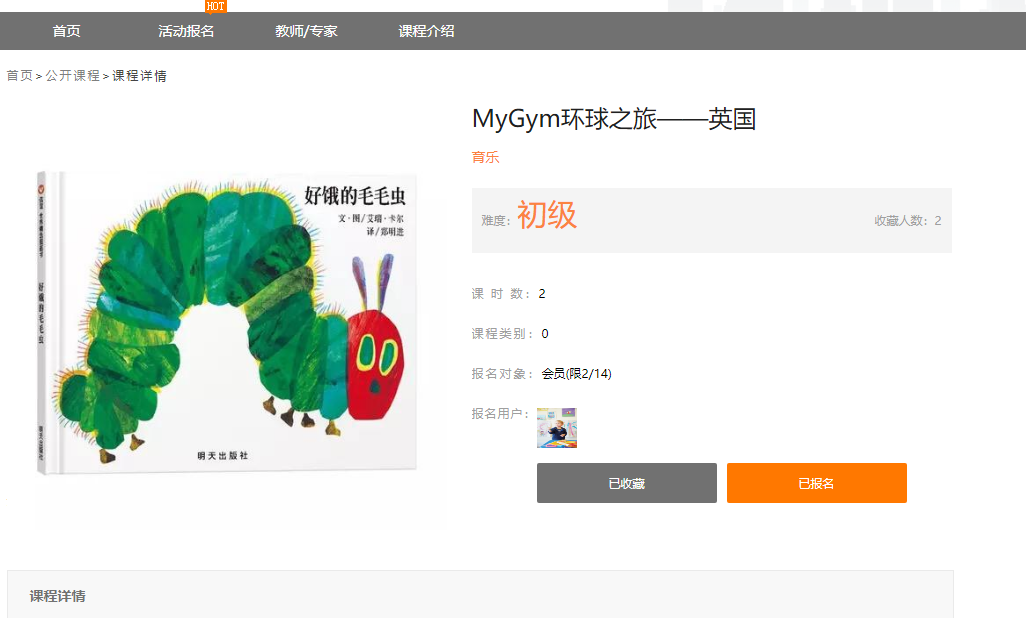 HOT
首页 活动报名 教师/专家 课程介绍
首页 > 公开课程 > 课程详情
MyGym环球之旅——英国
育乐
难度: 初级 收藏人数: 2
课 时 数: 2
课程类别: 0
报名对象: 会员(限2/14)
报名用户:
已收藏 已报名
好饿的毛毛虫
文·图/艾瑞·卡尔
译/郑明进
好饿的毛毛虫
明天出版社
明天出版社
课程详情